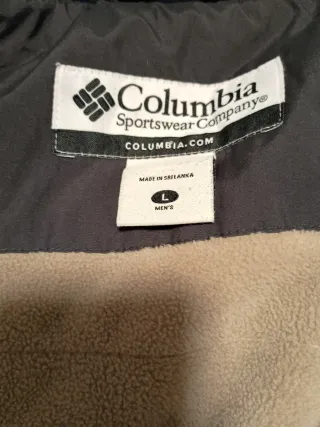 Columbia
Sportswear Company®
COLUMBIA.COM
MADE IN SRI LANKA
L
MEN'S